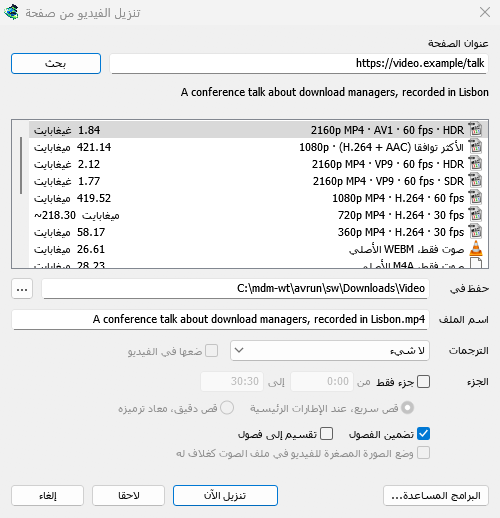 تنزيل الفيديو من صفحة
عنوان الصفحة
https://video.example/talk
بحث
A conference talk about download managers, recorded in Lisbon
2160p MP4 · AV1 · 60 fps · HDR 1.84 غيغابايت
الأكثر توافقا (H.264 + AAC) · 1080p 421.14 ميغابايت
2160p MP4 · VP9 · 60 fps · HDR 2.12 غيغابايت
2160p MP4 · VP9 · 60 fps · SDR 1.77 غيغابايت
1080p MP4 · H.264 · 60 fps 419.52 ميغابايت
720p MP4 · H.264 · 30 fps ~218.30 ميغابايت
360p MP4 · H.264 · 30 fps 58.17 ميغابايت
صوت فقط، WEBM الأصلي 26.61 ميغابايت
صوت فقط، M4A الأصلي 28.23 ميغابايت
حفظ في
C:\mdm-wt\avrun\sw\Downloads\Video
...
اسم الملف
A conference talk about download managers, recorded in Lisbon.mp4
الترجمات
لا شيء
ضعها في الفيديو
الجزء
جزء فقط من 0:00 إلى 30:30
قص سريع، عند الإطارات الرئيسية
قص دقيق، معاد ترميزه
تضمين الفصول
تقسيم إلى فصول
وضع الصورة المصغرة للفيديو في ملف الصوت كغلاف له
البرامج المساعدة...
تنزيل الآن
لاحقا
إلغاء